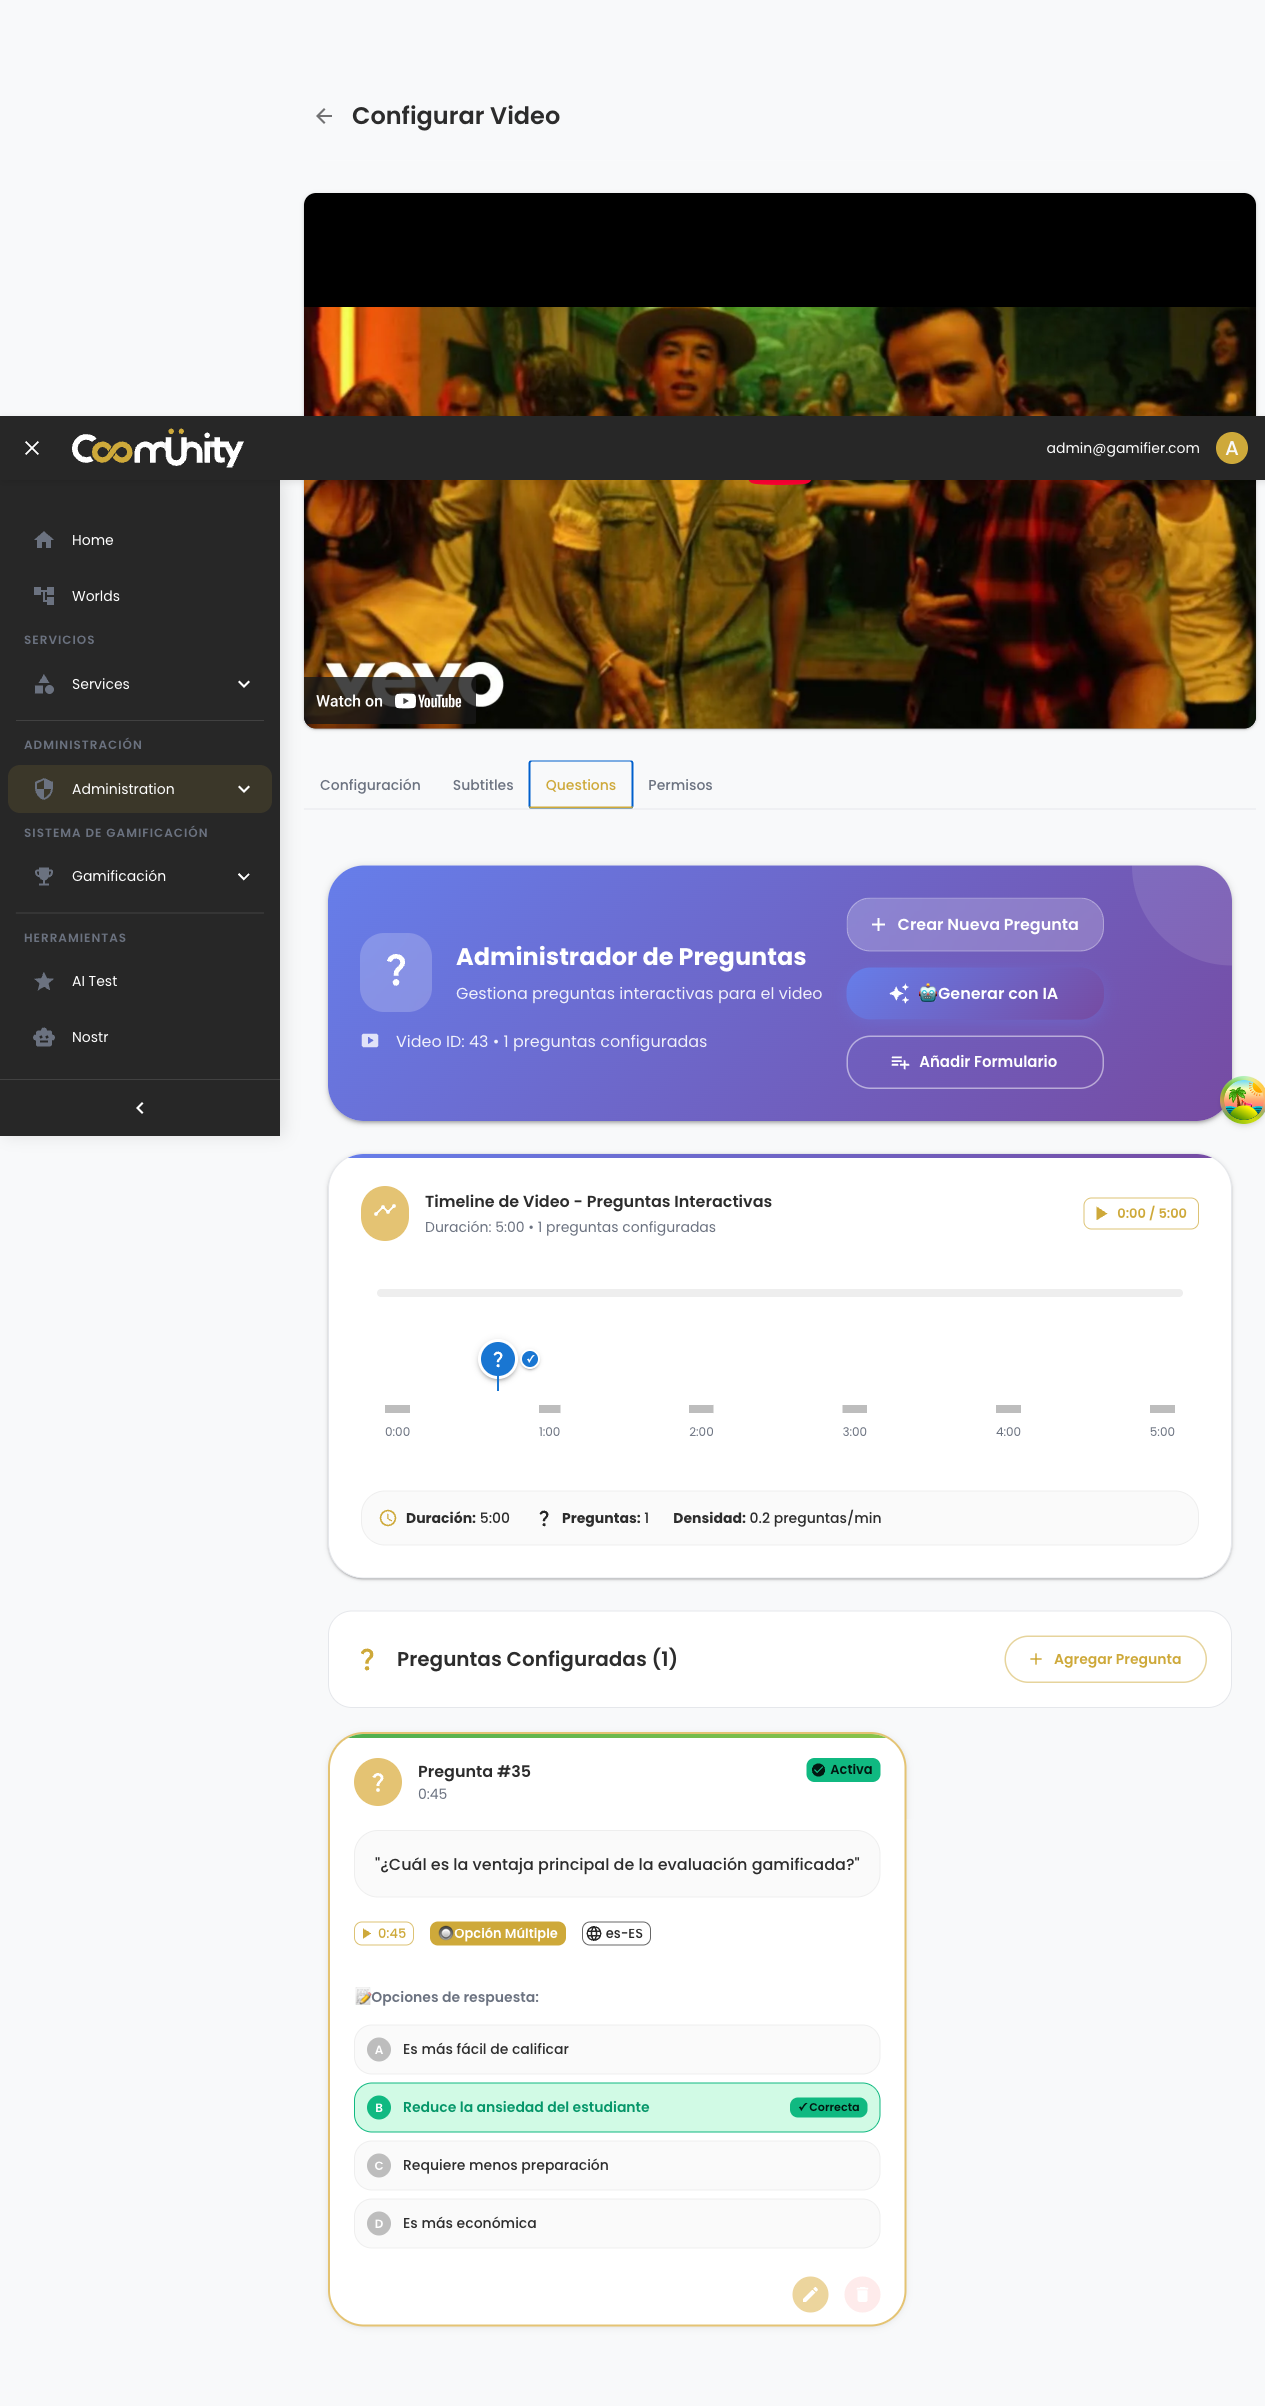 Configurar Video
CoomÜnity
admin@gamifier.com
A
vevo
Watch on YouTube
Home
Worlds
SERVICIOS
Services
ADMINISTRACIÓN
Administration
SISTEMA DE GAMIFICACIÓN
Gamificación
HERRAMIENTAS
AI Test
Nostr
Configuración
Subtitles
Questions
Permisos
?
Administrador de Preguntas
Gestiona preguntas interactivas para el video
Video ID: 43 • 1 preguntas configuradas
+ Crear Nueva Pregunta
🤖Generar con IA
Añadir Formulario
Timeline de Video - Preguntas Interactivas
Duración: 5:00 • 1 preguntas configuradas
0:00 / 5:00
? ✓
0:00 1:00 2:00 3:00 4:00 5:00
Duración: 5:00 ? Preguntas: 1 Densidad: 0.2 preguntas/min
? Preguntas Configuradas (1)
+ Agregar Pregunta
?
Pregunta #35
0:45
Activa
"¿Cuál es la ventaja principal de la evaluación gamificada?"
0:45 🔘Opción Múltiple es-ES
📝Opciones de respuesta:
A Es más fácil de calificar
B Reduce la ansiedad del estudiante ✓Correcta
C Requiere menos preparación
D Es más económica